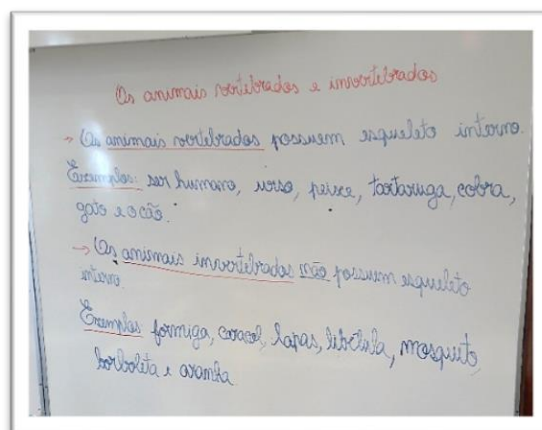 Os animais vertebrados e invertebrados
→ Os animais vertebrados possuem esqueleto interno.
Exemplos: ser humano, urso, peixe, tartaruga, cobra,
gato e o cão.
→ Os animais invertebrados não possuem esqueleto
interno.
Exemplos formiga, caracol, lapas, libélula, mosquito,
borboleta e aranha